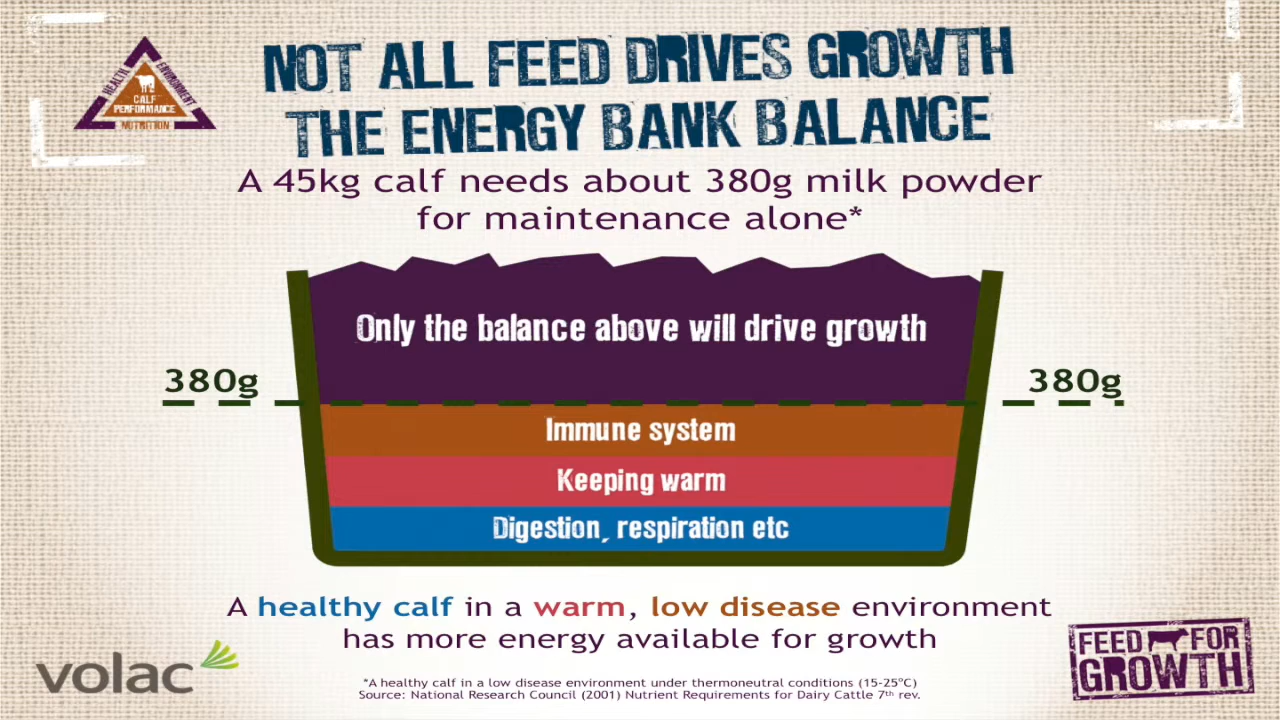 HEALTH
ENVIRONMENT
CALF
PERFORMANCE
NUTRITION
NOT ALL FEED DRIVES GROWTH
THE ENERGY BANK BALANCE
A 45kg calf needs about 380g milk powder
for maintenance alone*
Only the balance above will drive growth
380g
380g
Immune system
Keeping warm
Digestion, respiration etc
A healthy calf in a warm, low disease environment
has more energy available for growth
volac
*A healthy calf in a low disease environment under thermoneutral conditions (15-25°C)
Source: National Research Council (2001) Nutrient Requirements for Dairy Cattle 7th rev.
FEED FOR
GROWTH